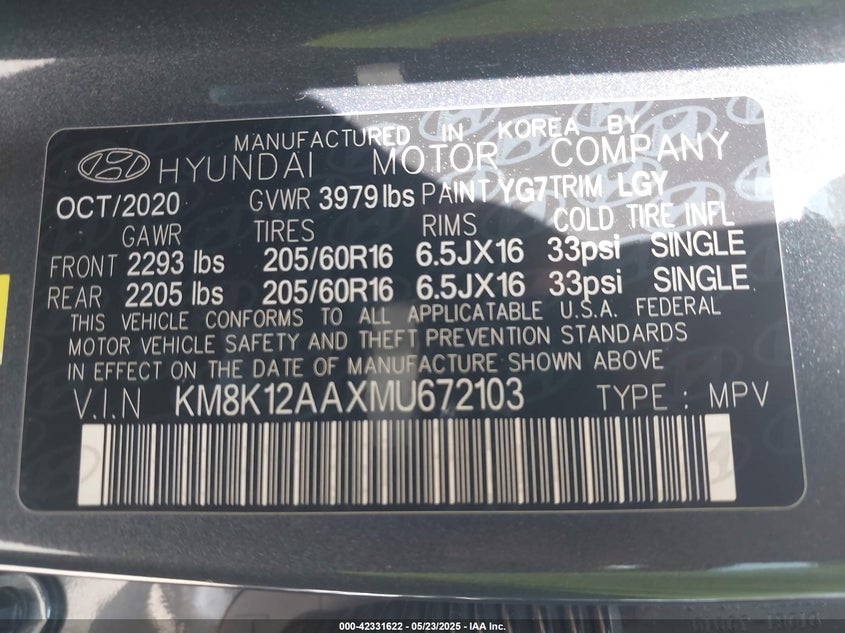 MANUFACTURED IN KOREA BY
HYUNDAI MOTOR COMPANY
OCT/2020 GVWR 3979 lbs PAINT YG7 TRIM LGY
GAWR TIRES RIMS COLD TIRE INFL
FRONT 2293 lbs 205/60R16 6.5JX16 33psi SINGLE
REAR 2205 lbs 205/60R16 6.5JX16 33psi SINGLE
THIS VEHICLE CONFORMS TO ALL APPLICATABLE U.S.A. FEDERAL
MOTOR VEHICLE SAFETY AND THEFT PREVENTION STANDARDS
IN EFFECT ON THE DATE OF MANUFACTURE SHOWN ABOVE
V.I.N KM8K12AAXMU672103 TYPE : MPV
000-42331622 - 05/23/2025 - IAA Inc.